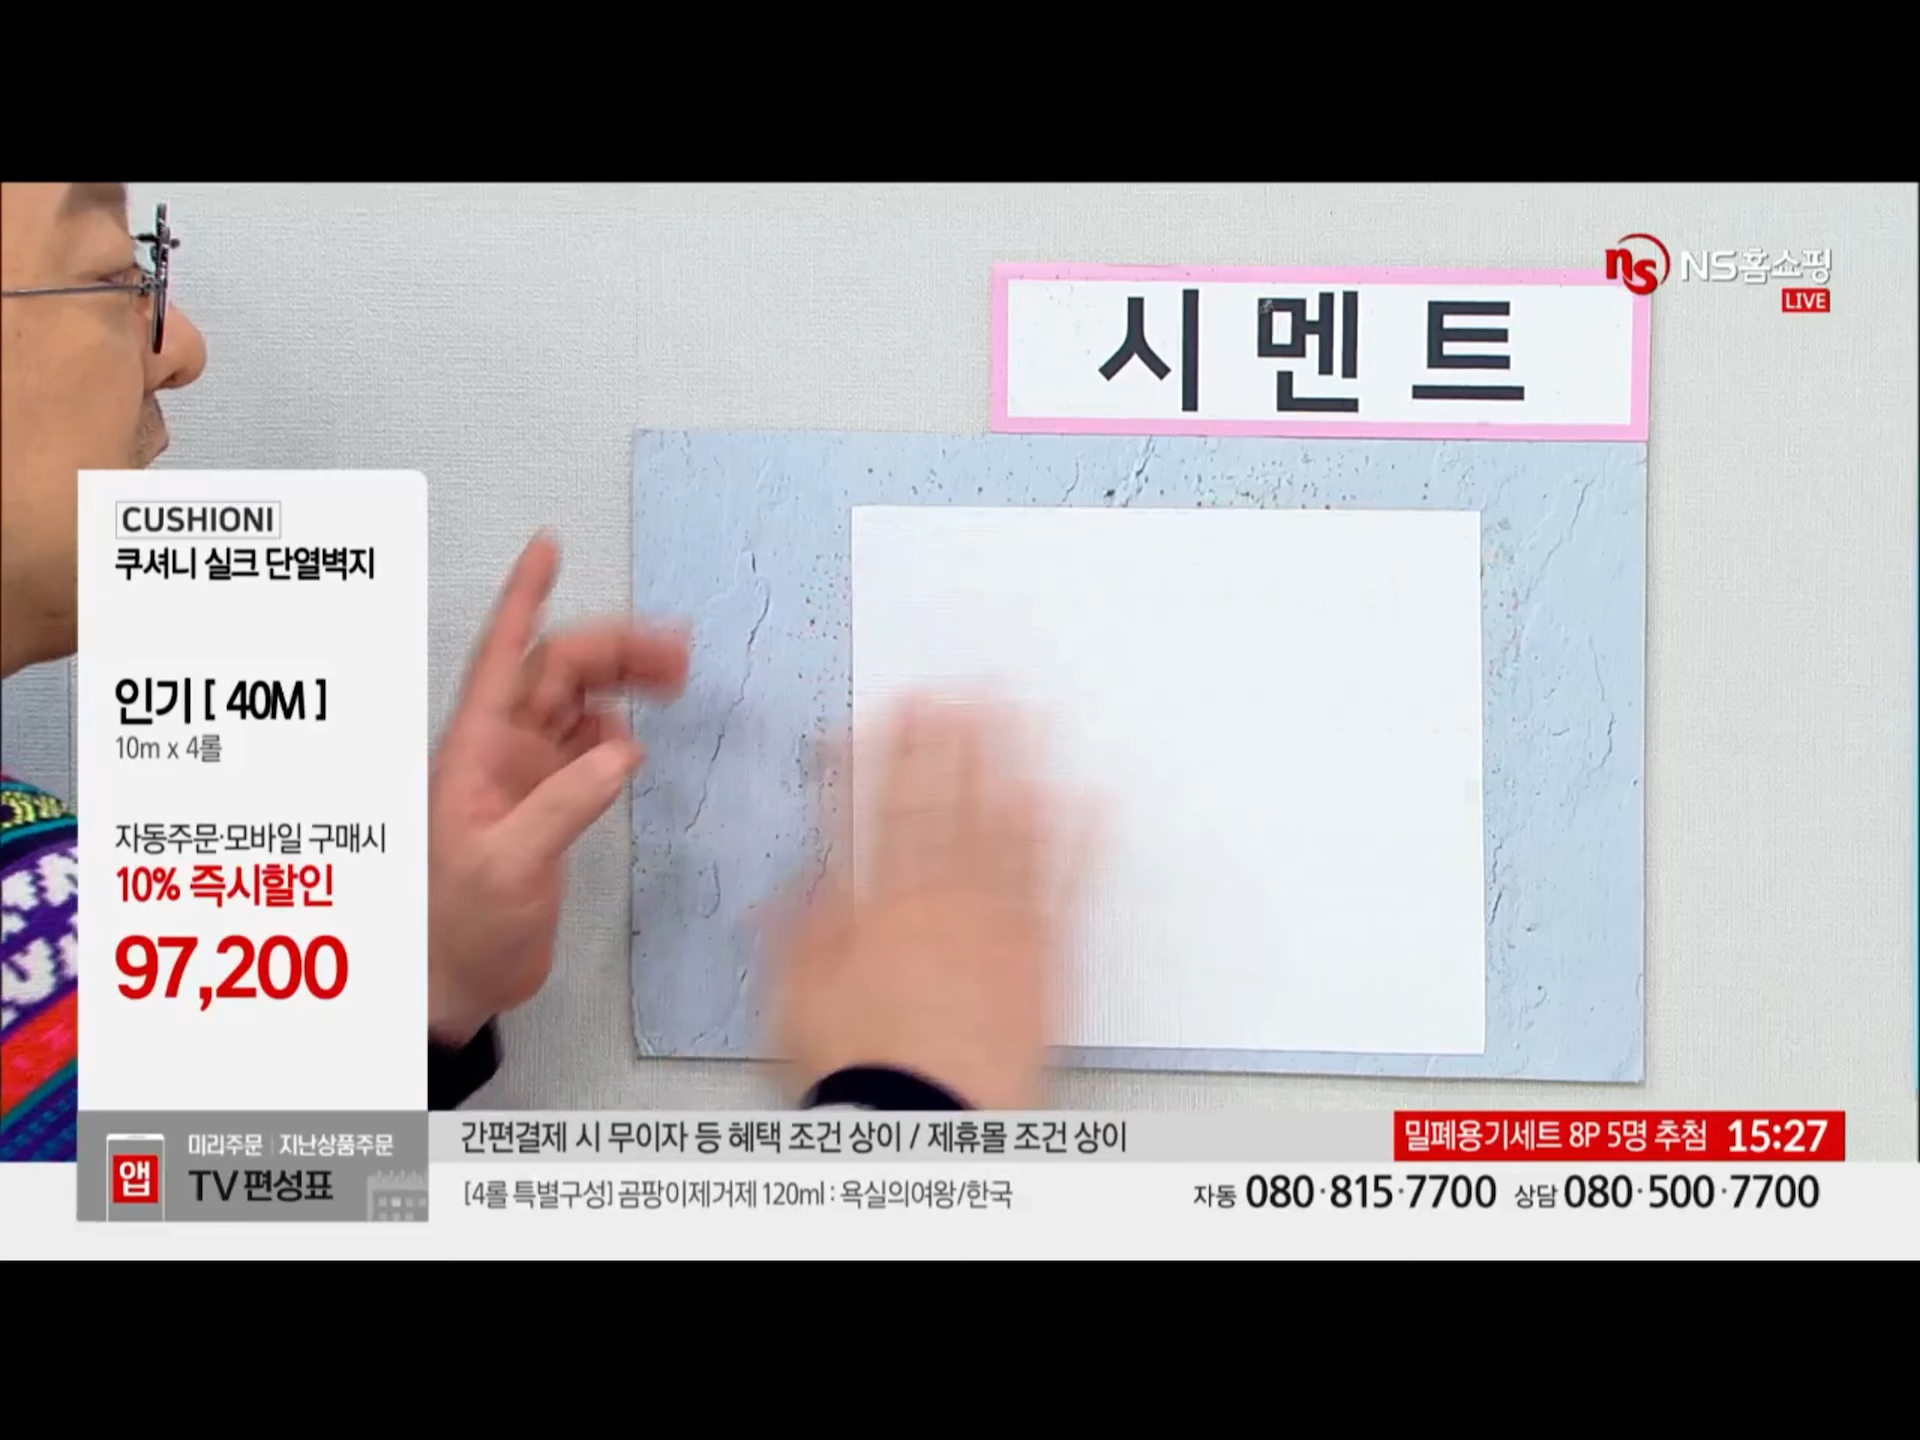 ns NS홈쇼핑
LIVE
시멘트
CUSHIONI
쿠셔니 실크 단열벽지
인기 [ 40M ]
10m x 4롤
자동주문·모바일 구매시
10% 즉시할인
97,200
앱
미리주문 | 지난상품주문
TV 편성표
간편결제 시 무이자 등 혜택 조건 상이 / 제휴몰 조건 상이
밀폐용기세트 8P 5명 추첨 15:27
[4롤 특별구성] 곰팡이제거제 120ml : 욕실의여왕/한국
자동 080·815·7700 상담 080·500·7700